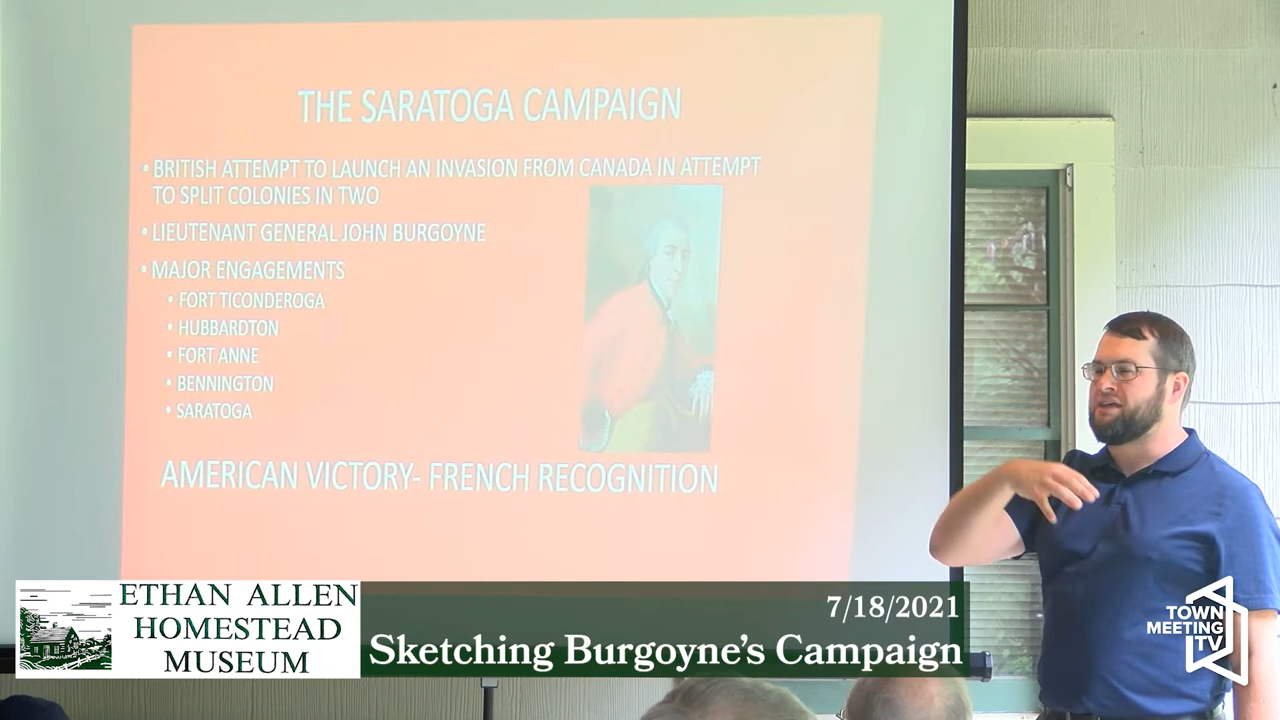 THE SARATOGA CAMPAIGN
• BRITISH ATTEMPT TO LAUNCH AN INVASION FROM CANADA IN ATTEMPT
TO SPLIT COLONIES IN TWO
• LIEUTENANT GENERAL JOHN BURGOYNE
• MAJOR ENGAGEMENTS
• FORT TICONDEROGA
• HUBBARDTON
• FORT ANNE
• BENNINGTON
• SARATOGA
AMERICAN VICTORY- FRENCH RECOGNITION
ETHAN ALLEN
HOMESTEAD
MUSEUM
7/18/2021
Sketching Burgoyne's Campaign
TOWN
MEETING
TV